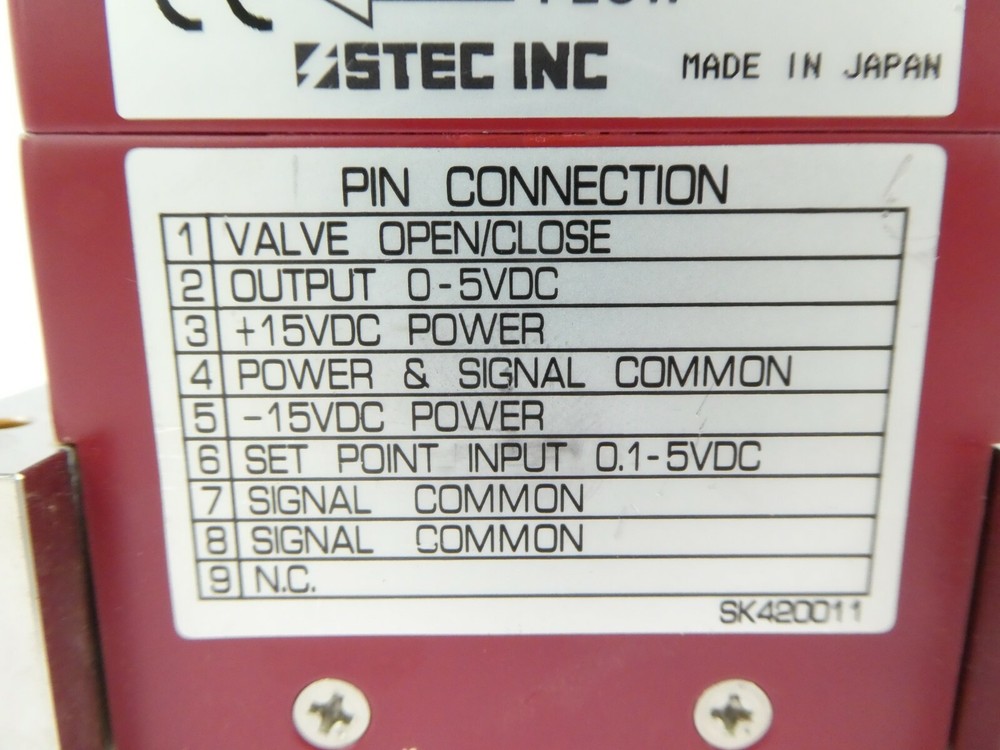 STEC INC MADE IN JAPAN
PIN CONNECTION
1 VALVE OPEN/CLOSE
2 OUTPUT 0-5VDC
3 +15VDC POWER
4 POWER & SIGNAL COMMON
5 -15VDC POWER
6 SET POINT INPUT 0.1-5VDC
7 SIGNAL COMMON
8 SIGNAL COMMON
9 N.C.
SK420011